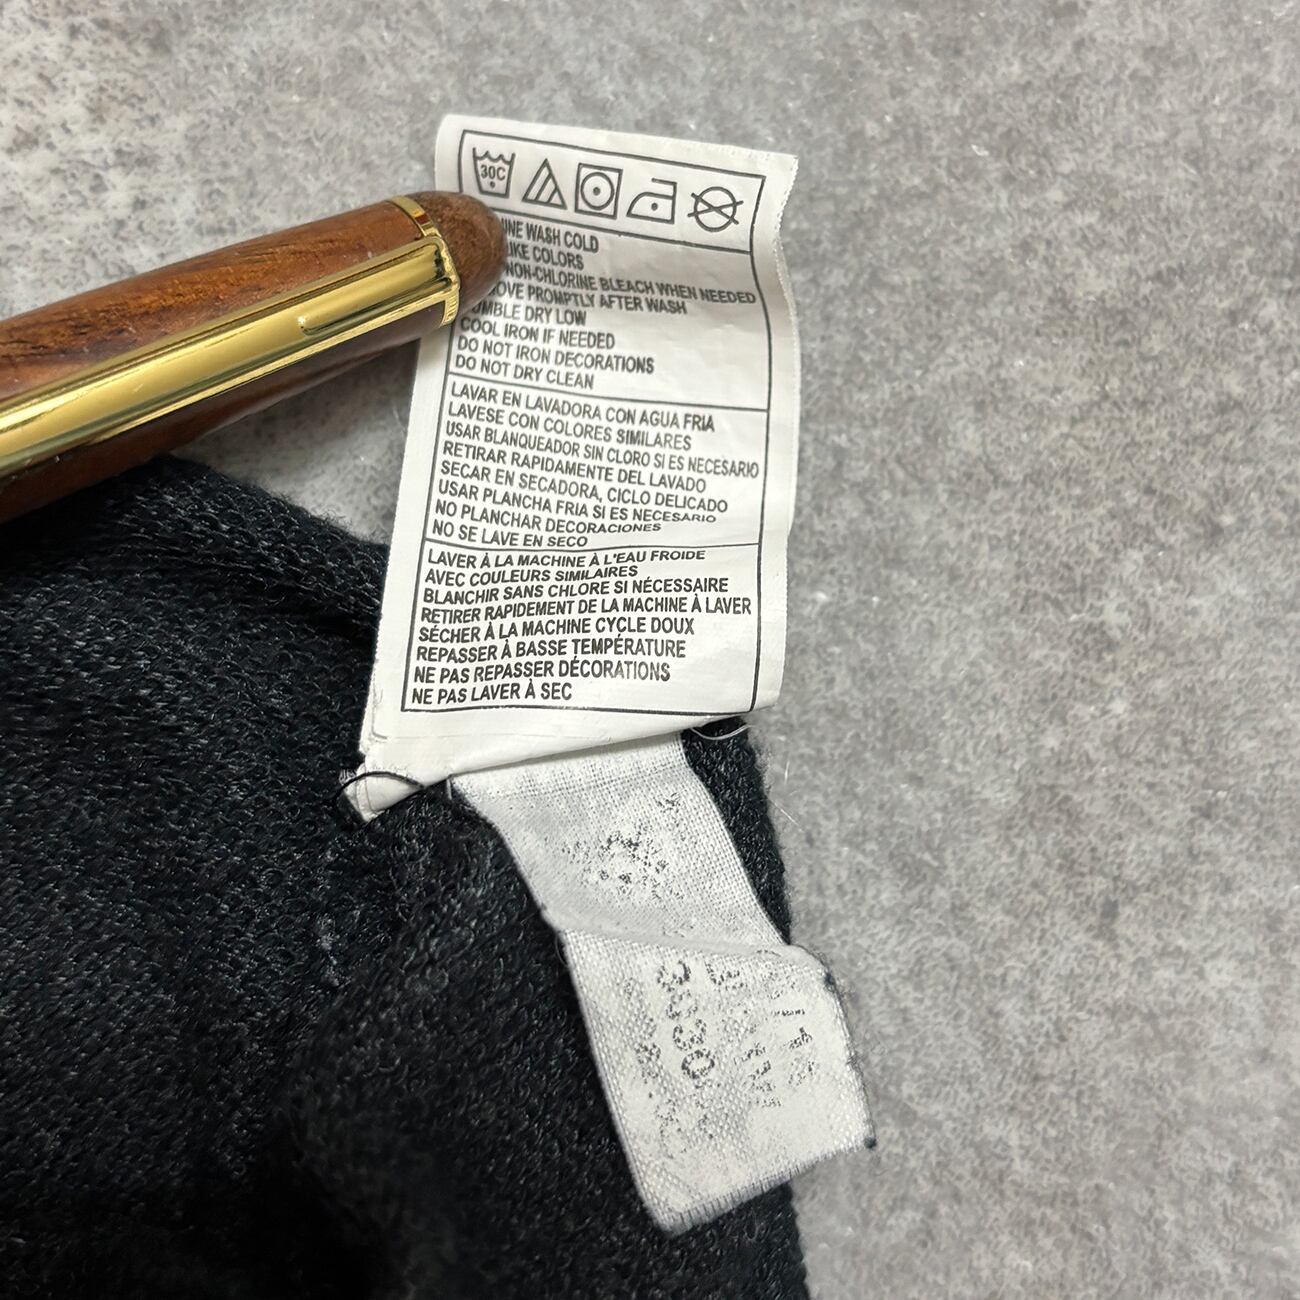 30C
WASH COLD
COLORS
NON-CHLORINE BLEACH WHEN NEEDED
PROMPTLY AFTER WASH
DRY LOW
COOL IRON IF NEEDED
DO NOT IRON DECORATIONS
DO NOT DRY CLEAN
LAVAR EN LAVADORA CON AGUA FRIA
LAVESE CON COLORES SIMILARES
USAR BLANQUEADOR SIN CLORO SI ES NECESARIO
RETIRAR RAPIDAMENTE DEL LAVADO
SECAR EN SECADORA, CICLO DELICADO
USAR PLANCHA FRIA SI ES NECESARIO
NO PLANCHAR DECORACIONES
NO SE LAVE EN SECO
LAVER À LA MACHINE À L'EAU FROIDE
AVEC COULEURS SIMILAIRES
BLANCHIR SANS CHLORE SI NÉCESSAIRE
RETIRER RAPIDEMENT DE LA MACHINE À LAVER
SÉCHER À LA MACHINE CYCLE DOUX
REPASSER À BASSE TEMPÉRATURE
NE PAS REPASSER DÉCORATIONS
NE PAS LAVER À SEC